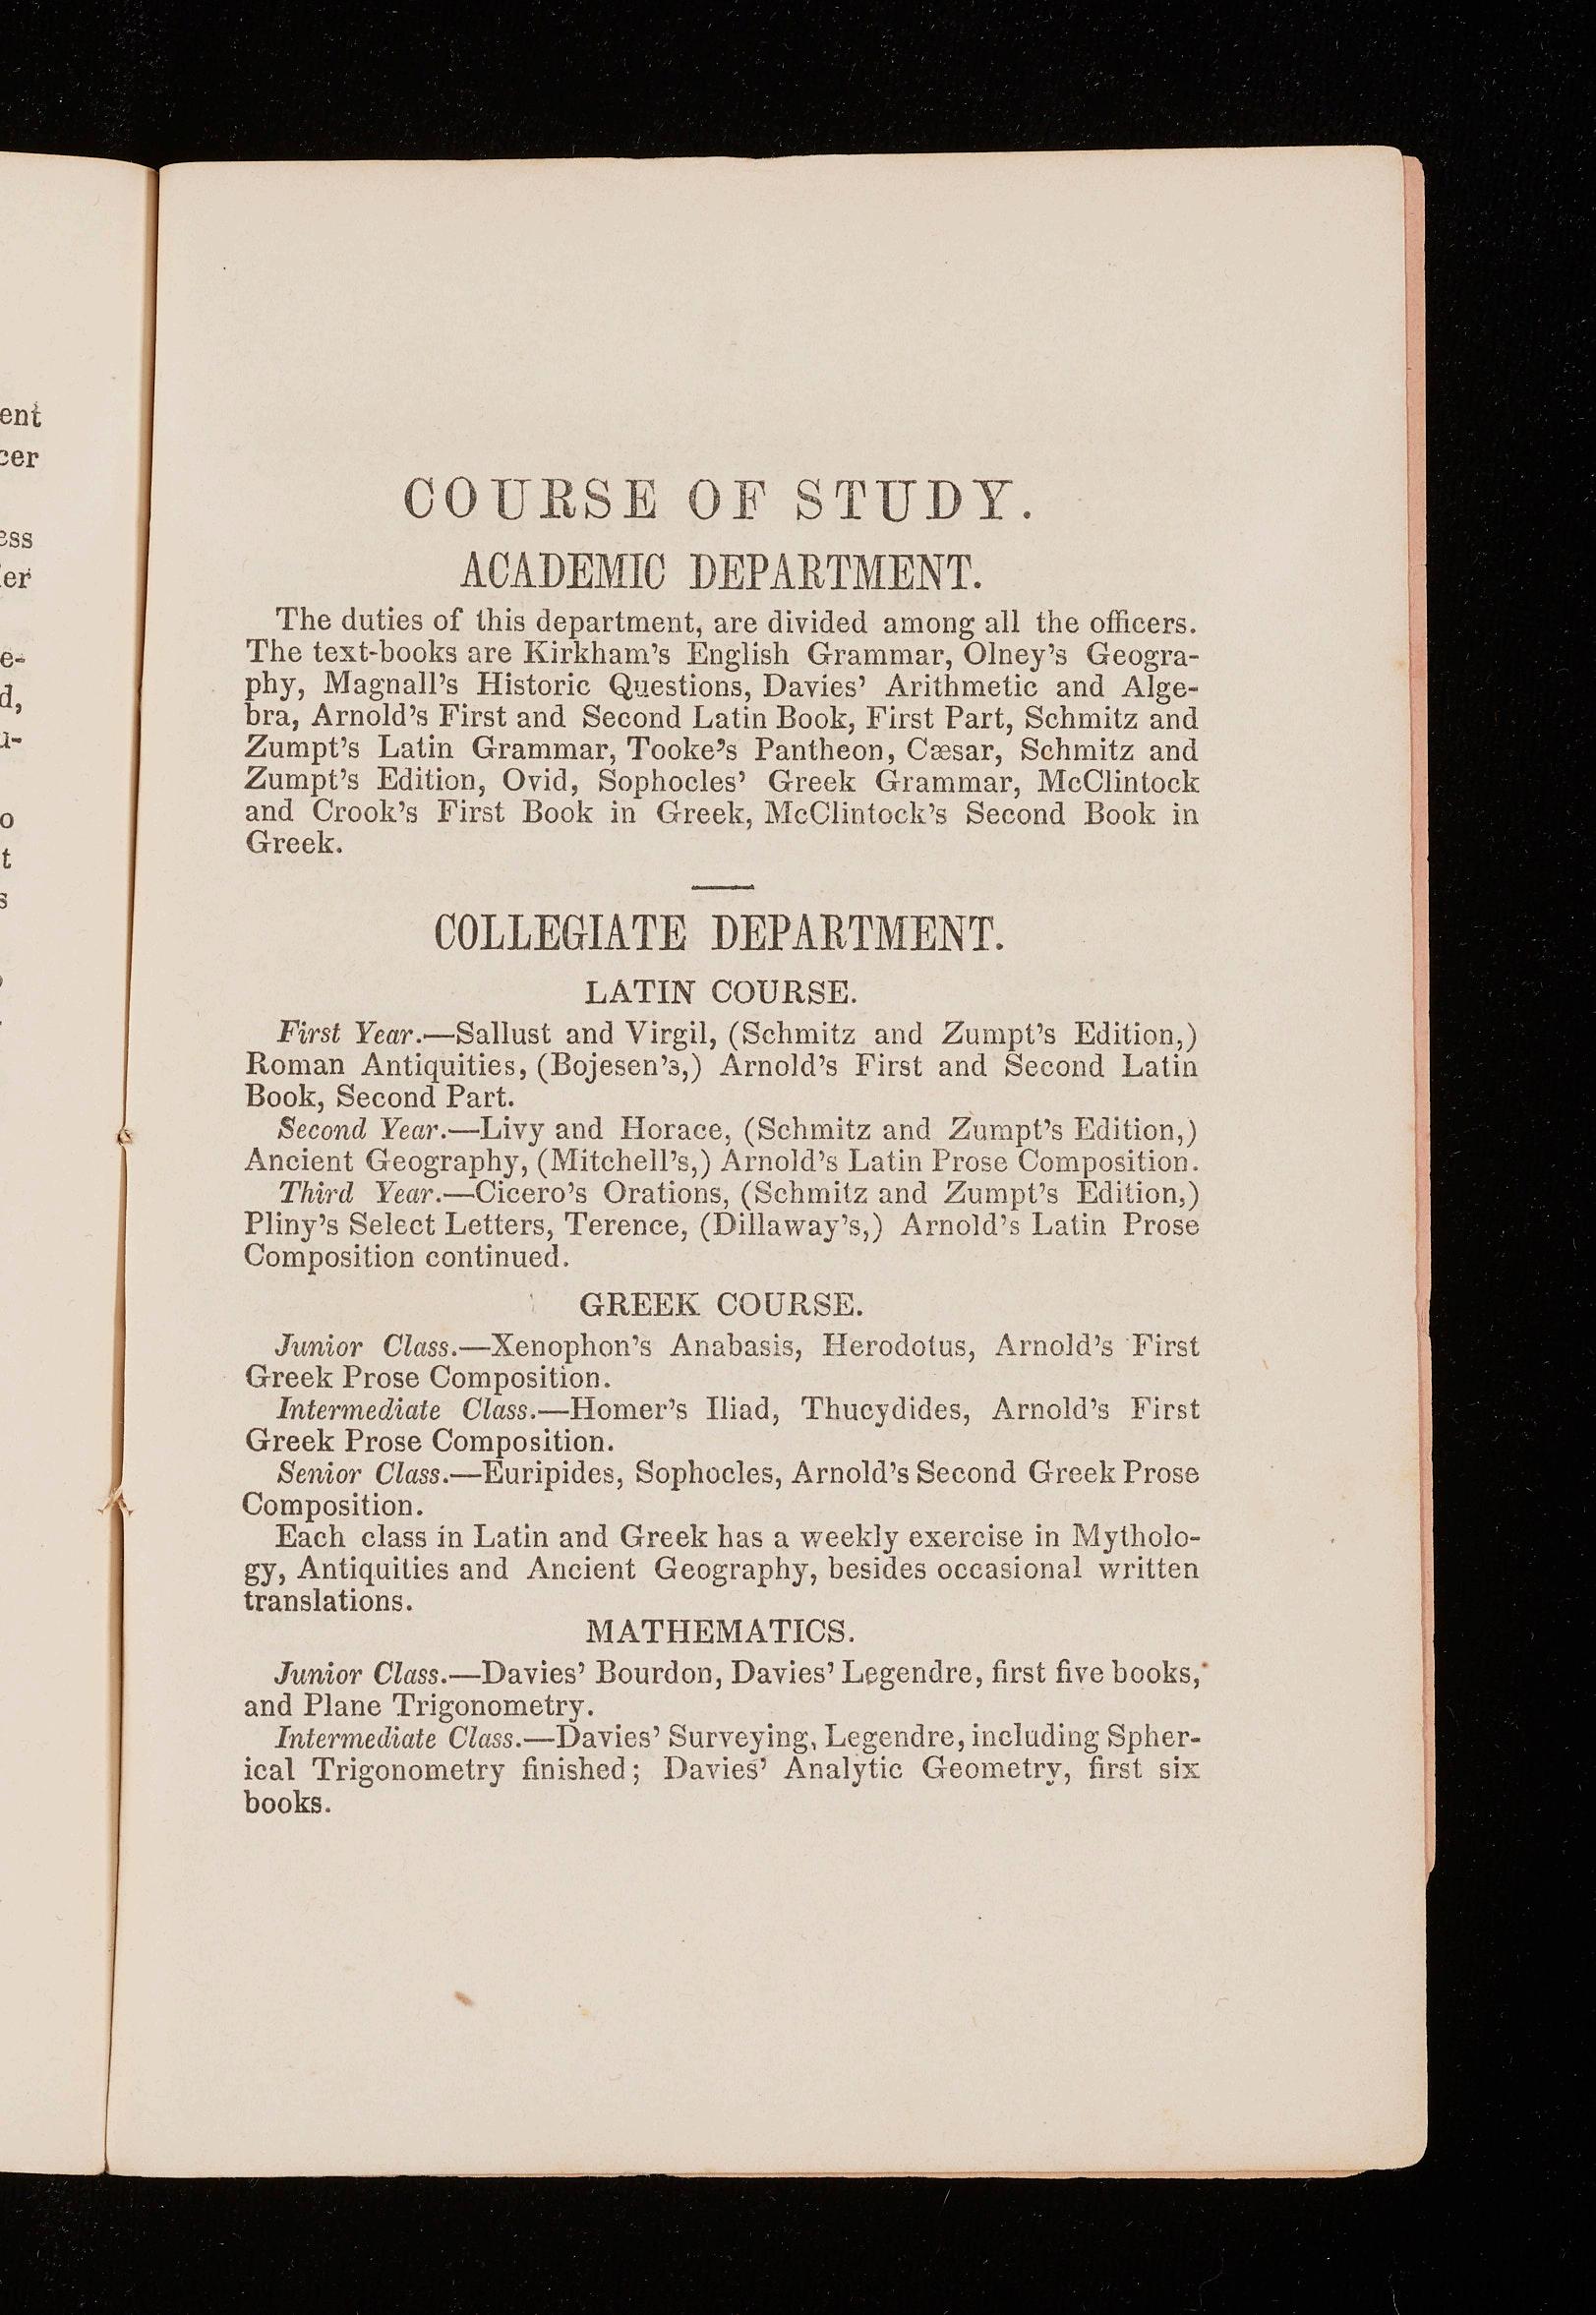 ent
cer
ess
er
e-
d,
u-
o
t
s
COURSE OF STUDY.
ACADEMIC DEPARTMENT.
The duties of this department, are divided among all the officers.
The text-books are Kirkham's English Grammar, Olney's Geogra-
phy, Magnall's Historic Questions, Davies' Arithmetic and Alge-
bra, Arnold's First and Second Latin Book, First Part, Schmitz and
Zumpt's Latin Grammar, Tooke's Pantheon, Cæsar, Schmitz and
Zumpt's Edition, Ovid, Sophocles' Greek Grammar, McClintock
and Crook's First Book in Greek, McClintock's Second Book in
Greek.
COLLEGIATE DEPARTMENT.
LATIN COURSE.
First Year.—Sallust and Virgil, (Schmitz and Zumpt's Edition,)
Roman Antiquities, (Bojesen's,) Arnold's First and Second Latin
Book, Second Part.
Second Year.—Livy and Horace, (Schmitz and Zumpt's Edition,)
Ancient Geography, (Mitchell's,) Arnold's Latin Prose Composition.
Third Year.—Cicero's Orations, (Schmitz and Zumpt's Edition,)
Pliny's Select Letters, Terence, (Dillaway's,) Arnold's Latin Prose
Composition continued.
GREEK COURSE.
Junior Class.—Xenophon's Anabasis, Herodotus, Arnold's First
Greek Prose Composition.
Intermediate Class.—Homer's Iliad, Thucydides, Arnold's First
Greek Prose Composition.
Senior Class.—Euripides, Sophocles, Arnold's Second Greek Prose
Composition.
Each class in Latin and Greek has a weekly exercise in Mytholo-
gy, Antiquities and Ancient Geography, besides occasional written
translations.
MATHEMATICS.
Junior Class.—Davies' Bourdon, Davies' Legendre, first five books,
and Plane Trigonometry.
Intermediate Class.—Davies' Surveying, Legendre, including Spher-
ical Trigonometry finished; Davies' Analytic Geometry, first six
books.